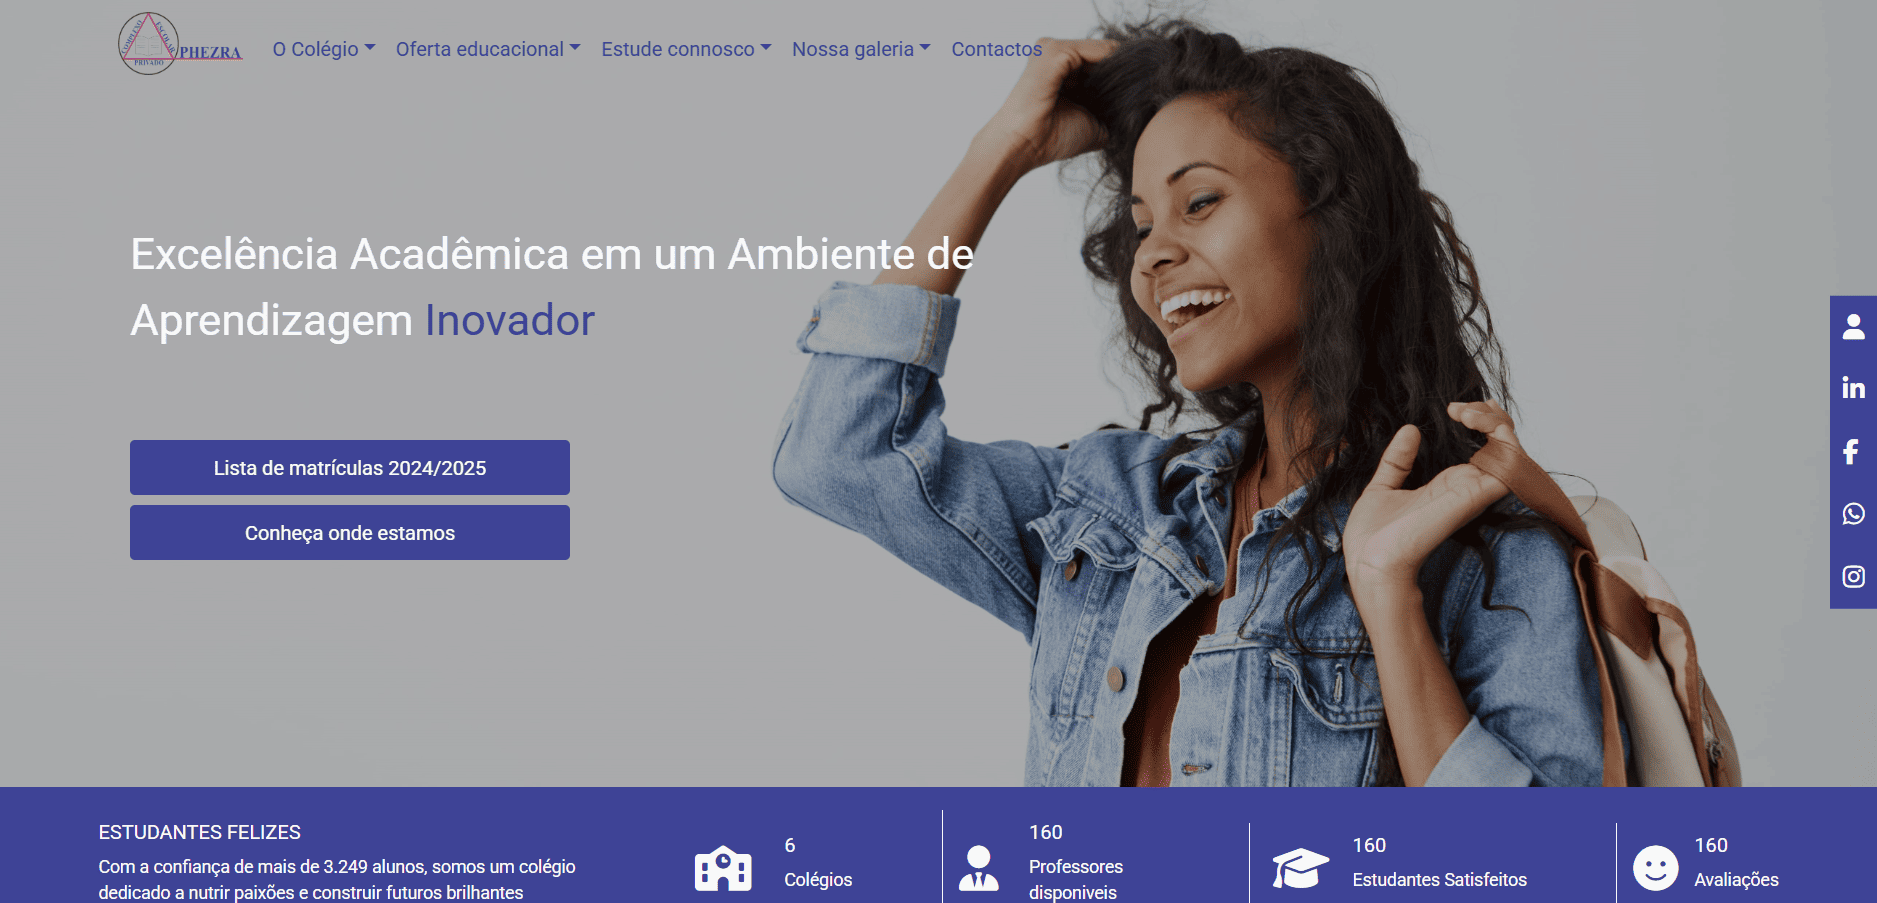 COMPLEXO ESCOLAR
PRIVADO
PHEZRA
O Colégio
Oferta educacional
Estude connosco
Nossa galeria
Contactos
Excelência Acadêmica em um Ambiente de
Aprendizagem Inovador
Lista de matrículas 2024/2025
Conheça onde estamos
ESTUDANTES FELIZES
Com a confiança de mais de 3.249 alunos, somos um colégio
dedicado a nutrir paixões e construir futuros brilhantes
6
Colégios
160
Professores
disponiveis
160
Estudantes Satisfeitos
160
Avaliações